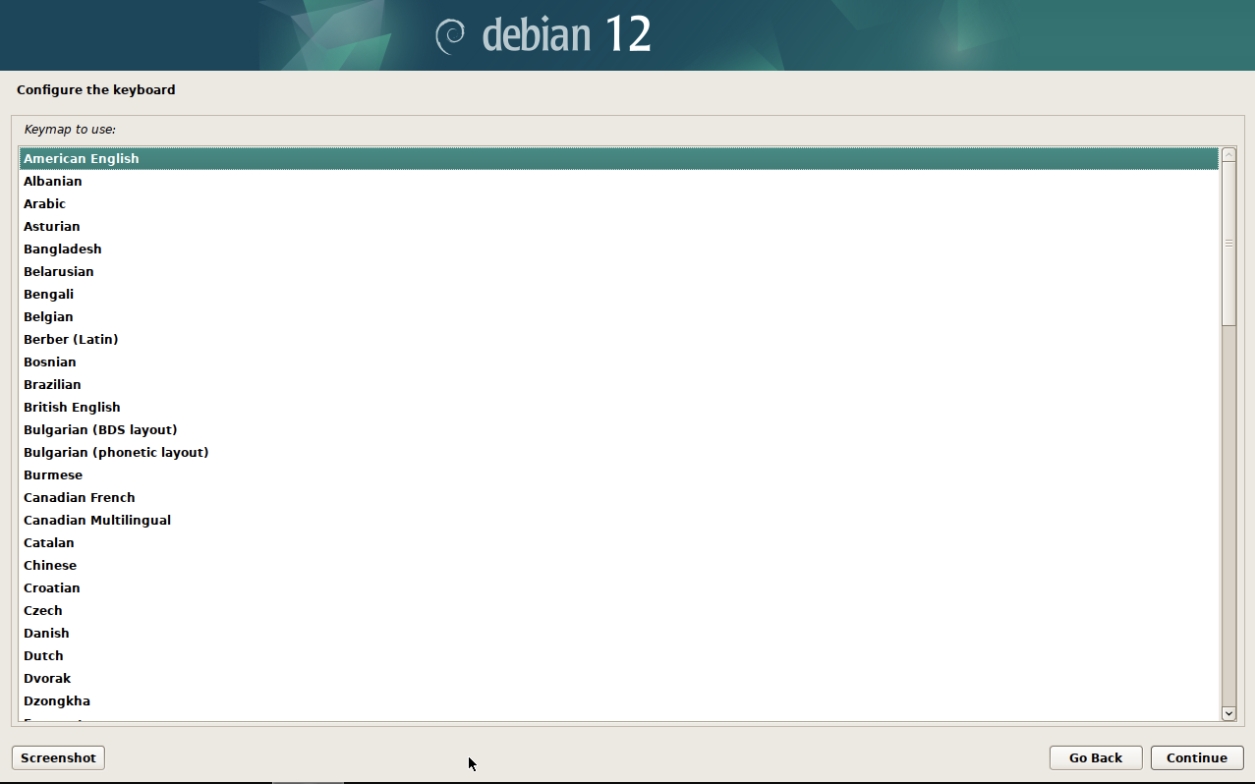 debian 12
Configure the keyboard
Keymap to use:
American English
Albanian
Arabic
Asturian
Bangladesh
Belarusian
Bengali
Belgian
Berber (Latin)
Bosnian
Brazilian
British English
Bulgarian (BDS layout)
Bulgarian (phonetic layout)
Burmese
Canadian French
Canadian Multilingual
Catalan
Chinese
Croatian
Czech
Danish
Dutch
Dvorak
Dzongkha
Screenshot
Go Back
Continue